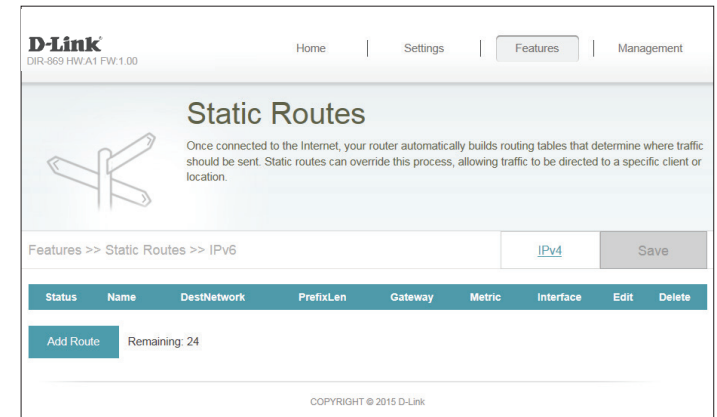 D-Link
DIR-869 HW:A1 FW:1.00
Home | Settings | Features | Management
Static Routes
Once connected to the Internet, your router automatically builds routing tables that determine where traffic
should be sent. Static routes can override this process, allowing traffic to be directed to a specific client or
location.
Features >> Static Routes >> IPv6
IPv4
Save
Status Name DestNetwork PrefixLen Gateway Metric Interface Edit Delete
Add Route Remaining: 24
COPYRIGHT © 2015 D-Link